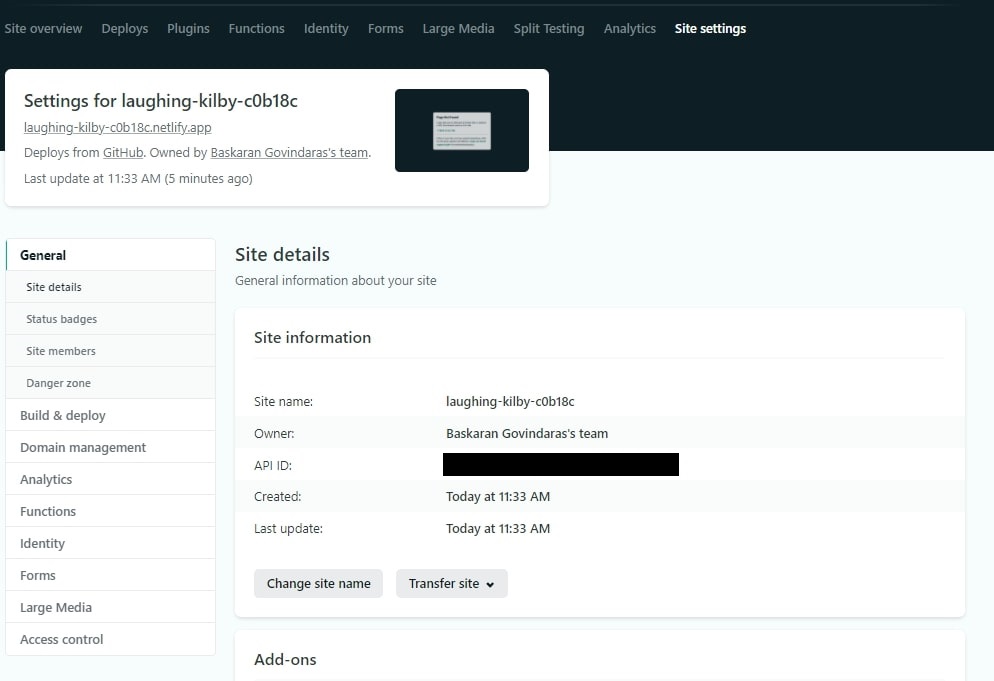 Site overview Deploys Plugins Functions Identity Forms Large Media Split Testing Analytics Site settings
Settings for laughing-kilby-c0b18c
laughing-kilby-c0b18c.netlify.app
Deploys from GitHub. Owned by Baskaran Govindaras's team.
Last update at 11:33 AM (5 minutes ago)
General
Site details
Status badges
Site members
Danger zone
Build & deploy
Domain management
Analytics
Functions
Identity
Forms
Large Media
Access control
Site details
General information about your site
Site information
Site name: laughing-kilby-c0b18c
Owner: Baskaran Govindaras's team
API ID:
Created: Today at 11:33 AM
Last update: Today at 11:33 AM
Change site name Transfer site
Add-ons